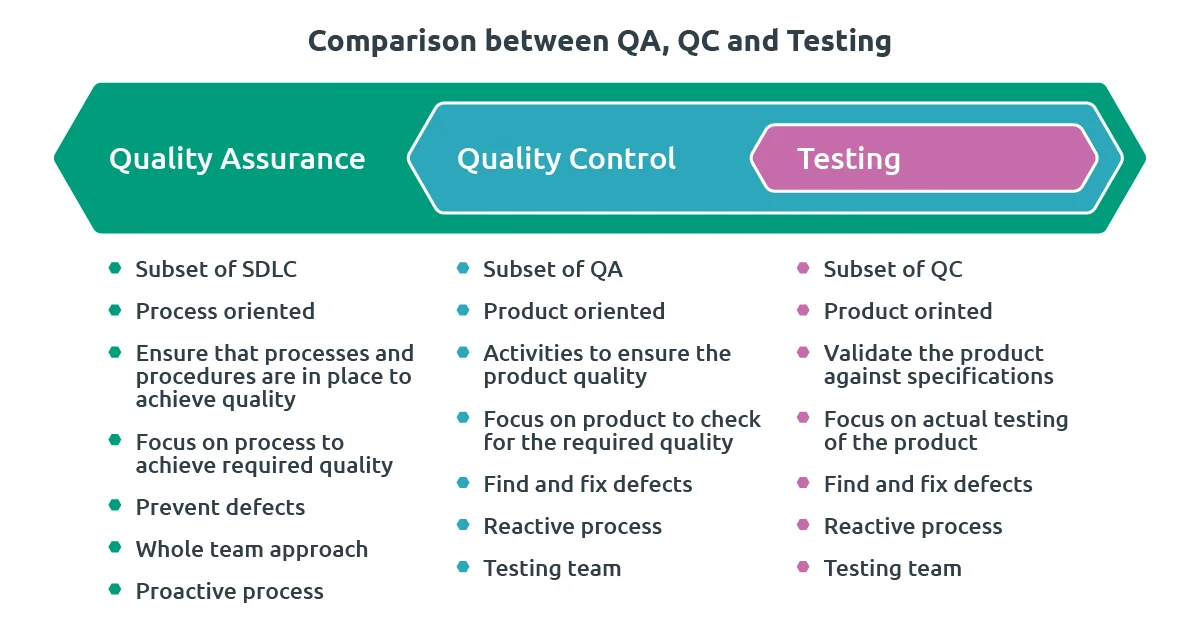 Comparison between QA, QC and Testing
Quality Assurance
Quality Control
Testing
Subset of SDLC
Process oriented
Ensure that processes and
procedures are in place to
achieve quality
Focus on process to
achieve required quality
Prevent defects
Whole team approach
Proactive process
Subset of QA
Product oriented
Activities to ensure the
product quality
Focus on product to check
for the required quality
Find and fix defects
Reactive process
Testing team
Subset of QC
Product orinted
Validate the product
against specifications
Focus on actual testing
of the product
Find and fix defects
Reactive process
Testing team